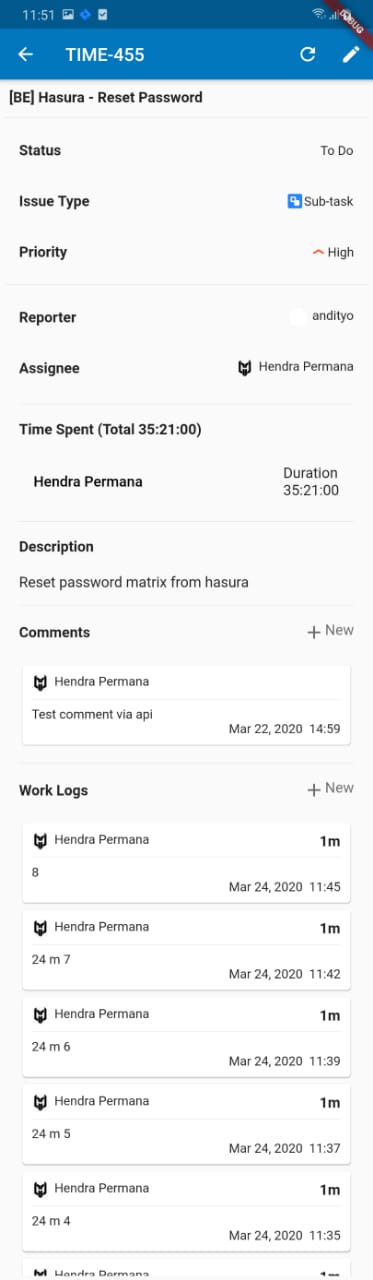 11:51
DEBUG
TIME-455
[BE] Hasura - Reset Password
Status To Do
Issue Type Sub-task
Priority High
Reporter andityo
Assignee Hendra Permana
Time Spent (Total 35:21:00)
Hendra Permana Duration
35:21:00
Description
Reset password matrix from hasura
Comments + New
Hendra Permana
Test comment via api
Mar 22, 2020 14:59
Work Logs + New
Hendra Permana 1m
8
Mar 24, 2020 11:45
Hendra Permana 1m
24 m 7
Mar 24, 2020 11:42
Hendra Permana 1m
24 m 6
Mar 24, 2020 11:39
Hendra Permana 1m
24 m 5
Mar 24, 2020 11:37
Hendra Permana 1m
24 m 4
Mar 24, 2020 11:35
Hendra Permana 1m